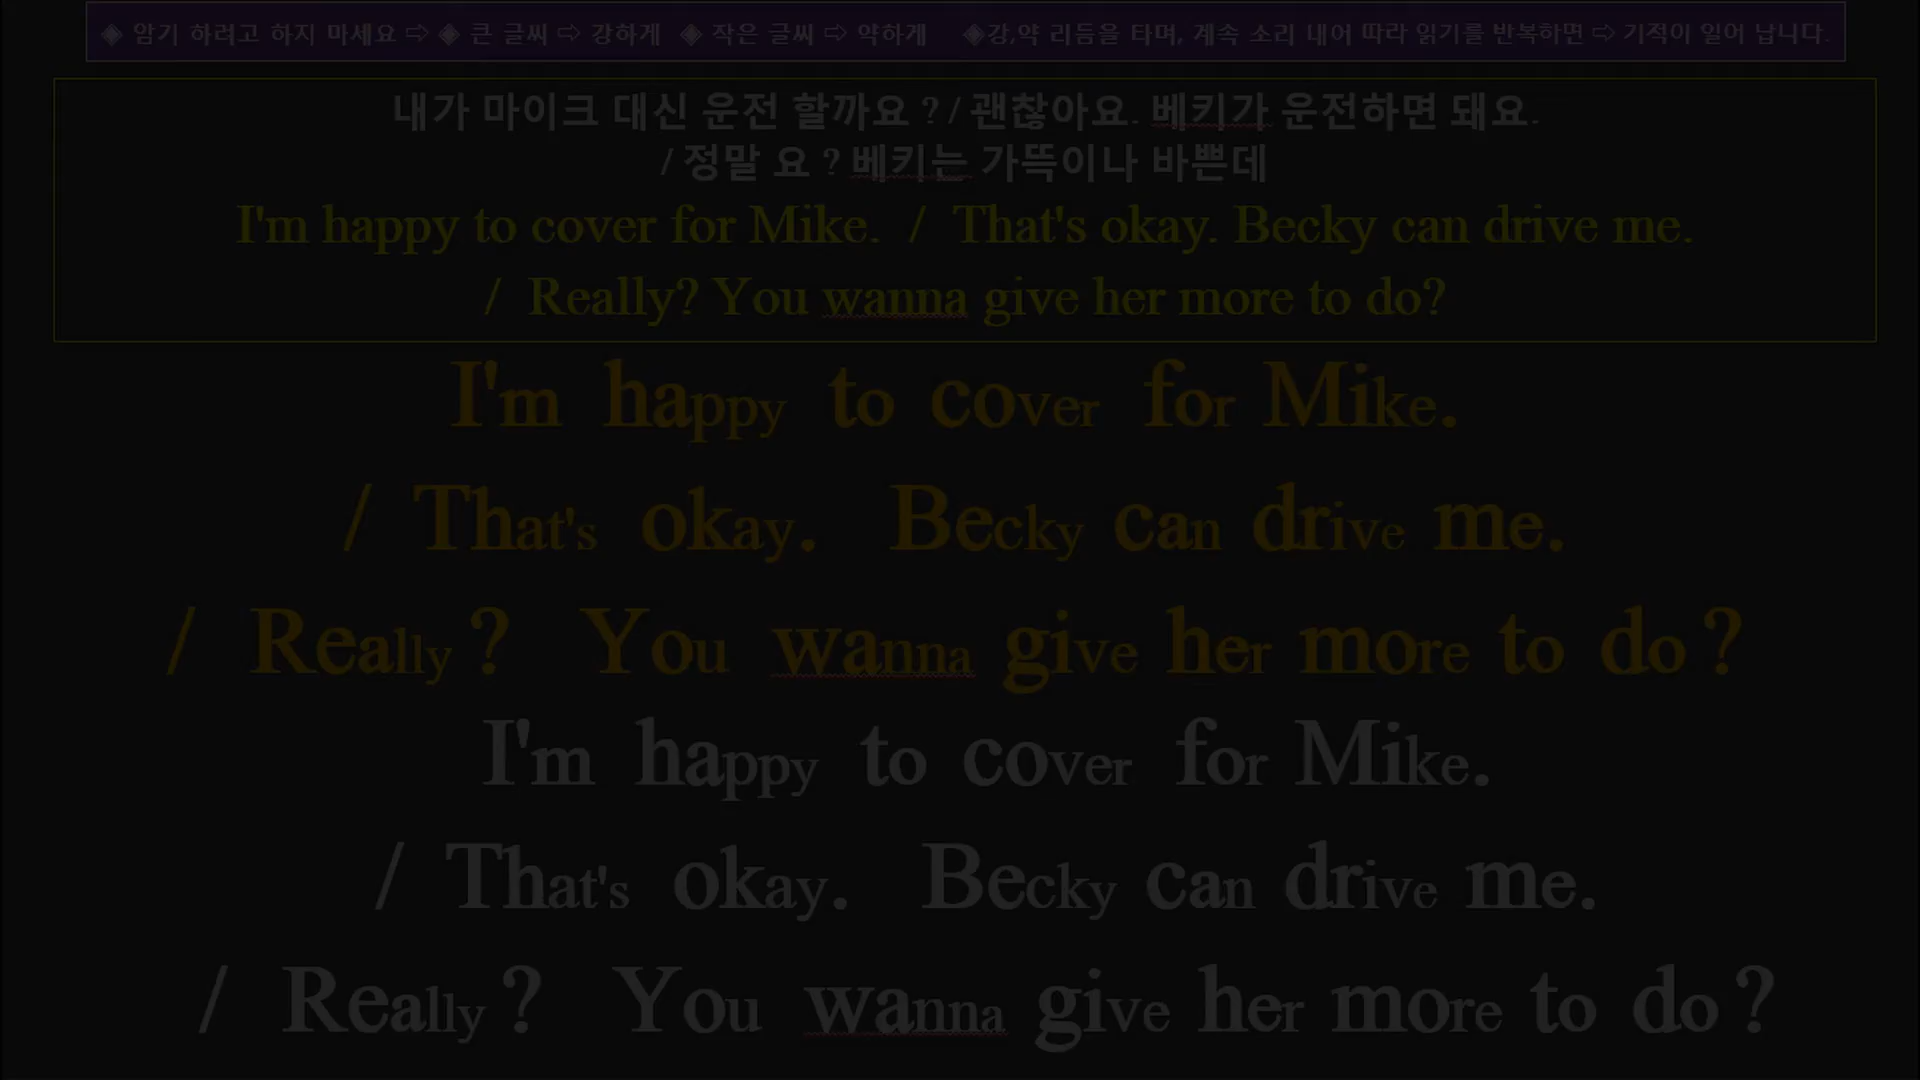 ◈ 암기 하려고 하지 마세요 ⇨ ◈ 큰 글씨 ⇨ 강하게 ◈ 작은 글씨 ⇨ 약하게 ◈강,약 리듬을 타며, 계속 소리 내어 따라 읽기를 반복하면 ⇨ 기적이 일어 납니다.
내가 마이크 대신 운전 할까요 ? / 괜찮아요. 베키가 운전하면 돼요.
/ 정말 요 ? 베키는 가뜩이나 바쁜데
I'm happy to cover for Mike. / That's okay. Becky can drive me.
/ Really? You wanna give her more to do?
I'm happy to cover for Mike.
/ That's okay. Becky can drive me.
/ Really ? You wanna give her more to do ?
I'm happy to cover for Mike.
/ That's okay. Becky can drive me.
/ Really ? You wanna give her more to do ?